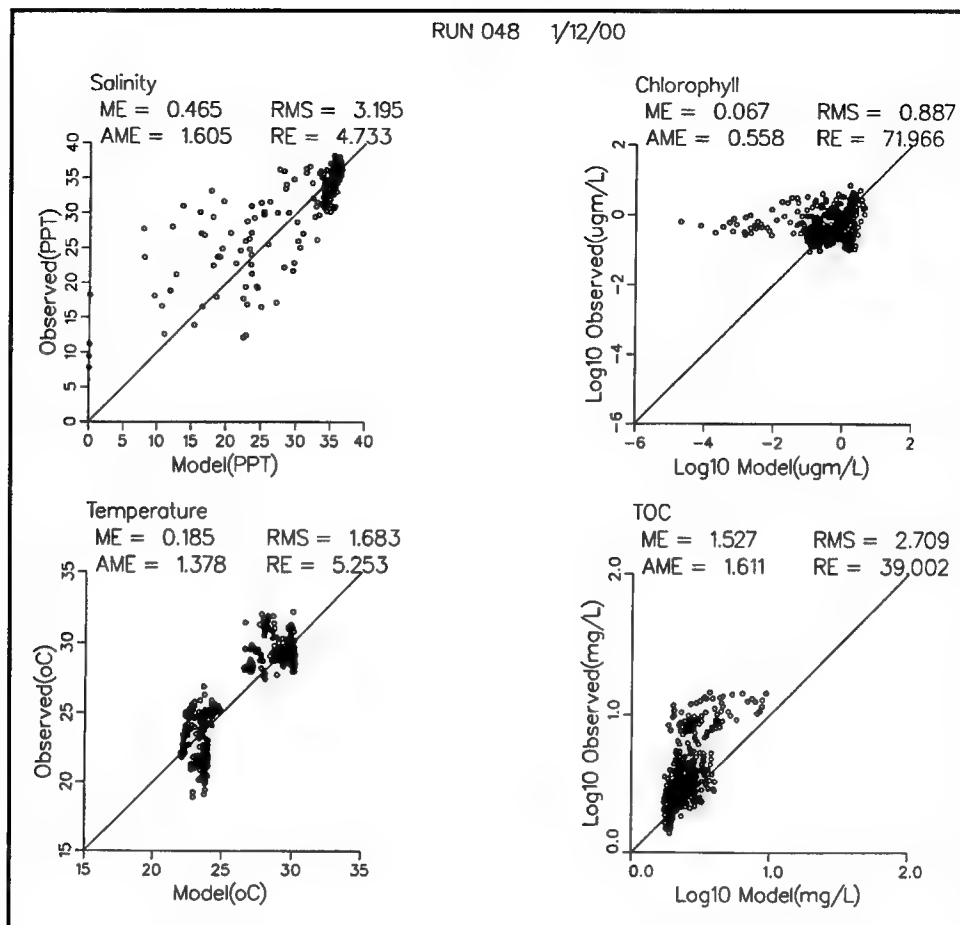 RUN 048 1/12/00
Salinity
ME = 0.465 RMS = 3.195
AME = 1.605 RE = 4.733
40
35
30
25
20
15
10
5
0
Observed(PPT)
0 5 10 15 20 25 30 35 40
Model(PPT)
Chlorophyll
ME = 0.067 RMS = 0.887
AME = 0.558 RE = 71.966
2
0
-2
-4
-6
Log10 Observed(ugm/L)
-6 -4 -2 0 2
Log10 Model(ugm/L)
Temperature
ME = 0.185 RMS = 1.683
AME = 1.378 RE = 5.253
35
30
25
20
15
Observed(oC)
15 20 25 30 35
Model(oC)
TOC
ME = 1.527 RMS = 2.709
AME = 1.611 RE = 39.002
2.0
1.0
0.0
Log10 Observed(mg/L)
0.0 1.0 2.0
Log10 Model(mg/L)